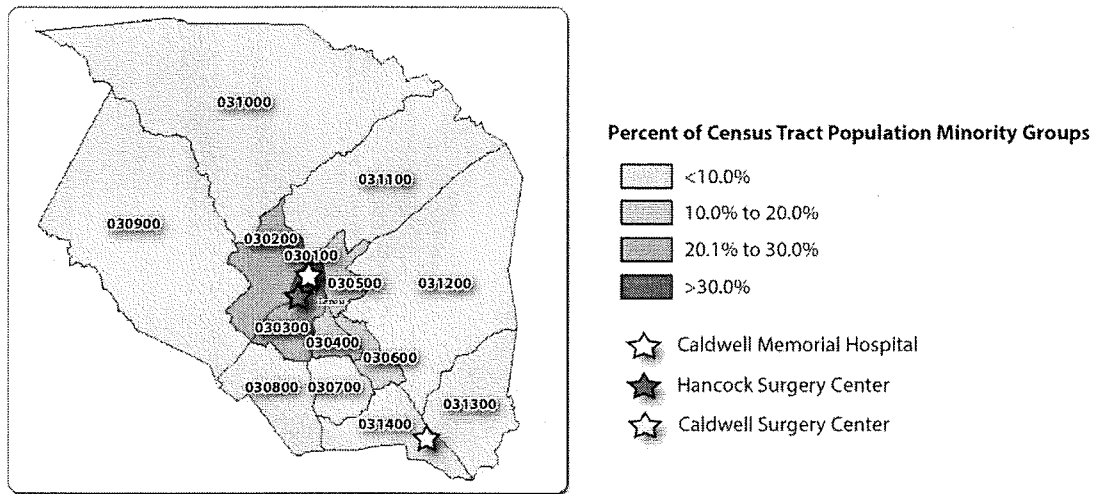 031000
031100
030900
030200
030100
030500
031200
030300
030400
030600
030800
030700
031300
031400
Percent of Census Tract Population Minority Groups
<10.0%
10.0% to 20.0%
20.1% to 30.0%
>30.0%
Caldwell Memorial Hospital
Hancock Surgery Center
Caldwell Surgery Center